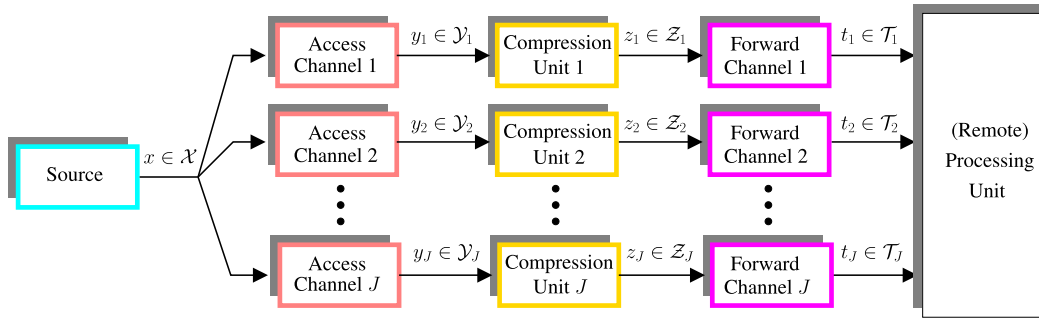 Source
x ∈ 𝒳
Access
Channel 1
y₁ ∈ 𝒴₁
Compression
Unit 1
z₁ ∈ 𝒵₁
Forward
Channel 1
t₁ ∈ 𝒯₁
Access
Channel 2
y₂ ∈ 𝒴₂
Compression
Unit 2
z₂ ∈ 𝒵₂
Forward
Channel 2
t₂ ∈ 𝒯₂
Access
Channel J
y_J ∈ 𝒴_J
Compression
Unit J
z_J ∈ 𝒵_J
Forward
Channel J
t_J ∈ 𝒯_J
(Remote)
Processing
Unit